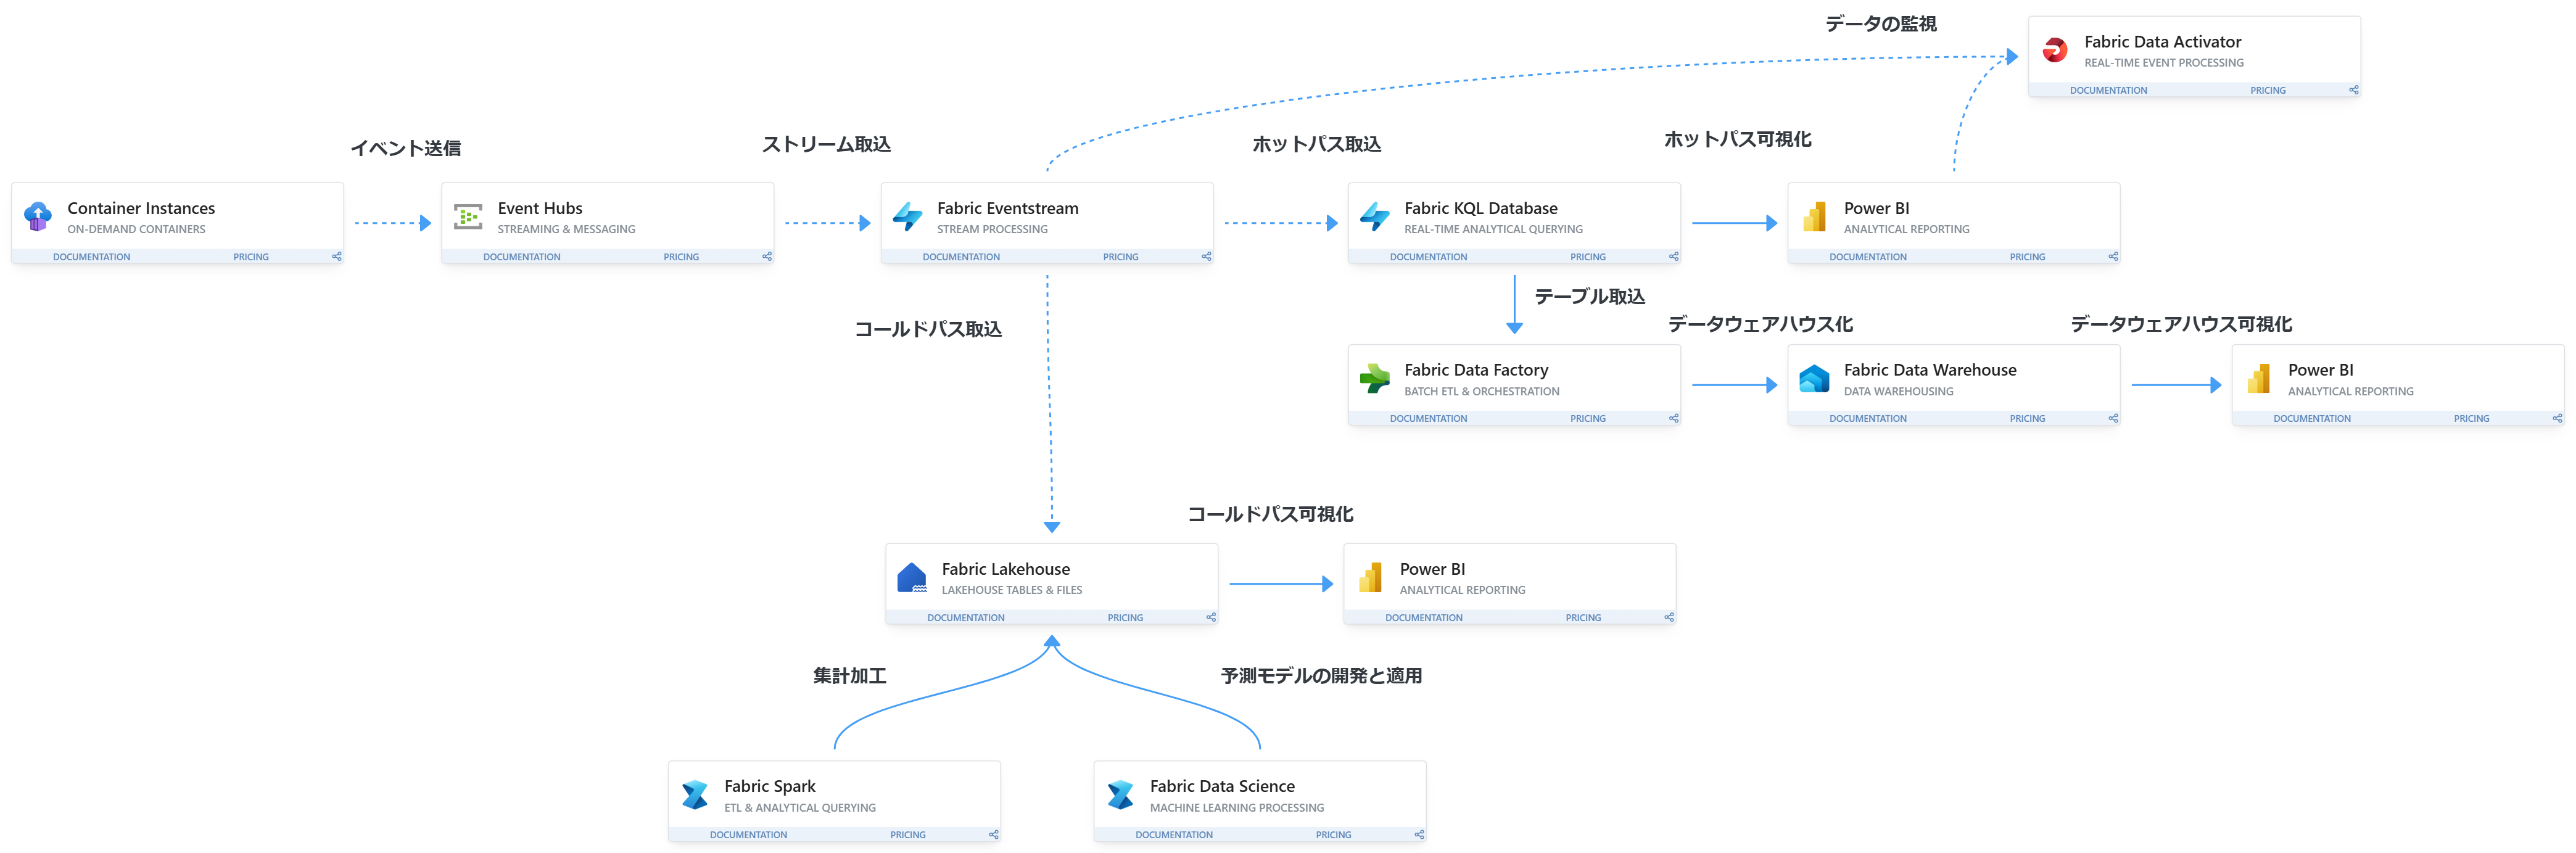 データの監視
Fabric Data Activator
REAL-TIME EVENT PROCESSING
DOCUMENTATION PRICING
イベント送信
ストリーム取込
ホットパス取込
ホットパス可視化
Container Instances
ON-DEMAND CONTAINERS
DOCUMENTATION PRICING
Event Hubs
STREAMING & MESSAGING
DOCUMENTATION PRICING
Fabric Eventstream
STREAM PROCESSING
DOCUMENTATION PRICING
Fabric KQL Database
REAL-TIME ANALYTICAL QUERYING
DOCUMENTATION PRICING
Power BI
ANALYTICAL REPORTING
DOCUMENTATION PRICING
コールドパス取込
テーブル取込
データウェアハウス化
データウェアハウス可視化
Fabric Data Factory
BATCH ETL & ORCHESTRATION
DOCUMENTATION PRICING
Fabric Data Warehouse
DATA WAREHOUSING
DOCUMENTATION PRICING
Power BI
ANALYTICAL REPORTING
DOCUMENTATION PRICING
コールドパス可視化
Fabric Lakehouse
LAKEHOUSE TABLES & FILES
DOCUMENTATION PRICING
Power BI
ANALYTICAL REPORTING
DOCUMENTATION PRICING
集計加工
予測モデルの開発と適用
Fabric Spark
ETL & ANALYTICAL QUERYING
DOCUMENTATION PRICING
Fabric Data Science
MACHINE LEARNING PROCESSING
DOCUMENTATION PRICING